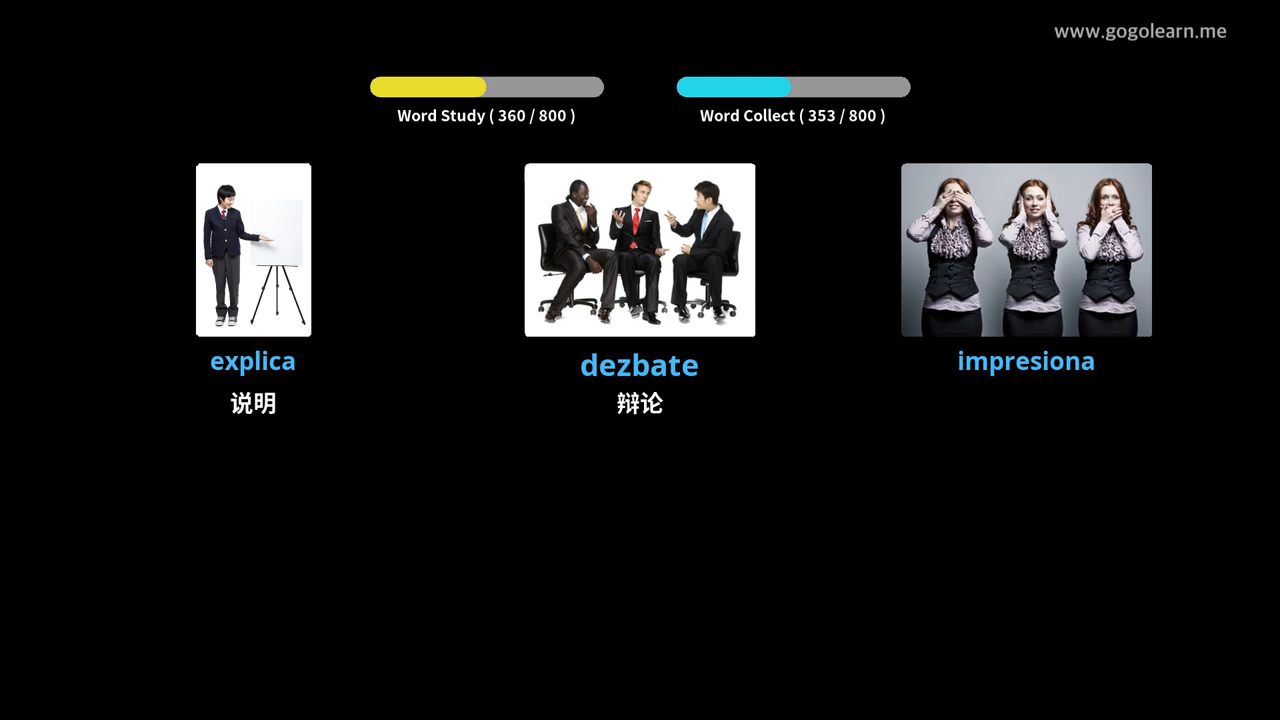 www.gogolearn.me
Word Study ( 360 / 800 )
Word Collect ( 353 / 800 )
explica
dezbate
impresiona
说明
辩论